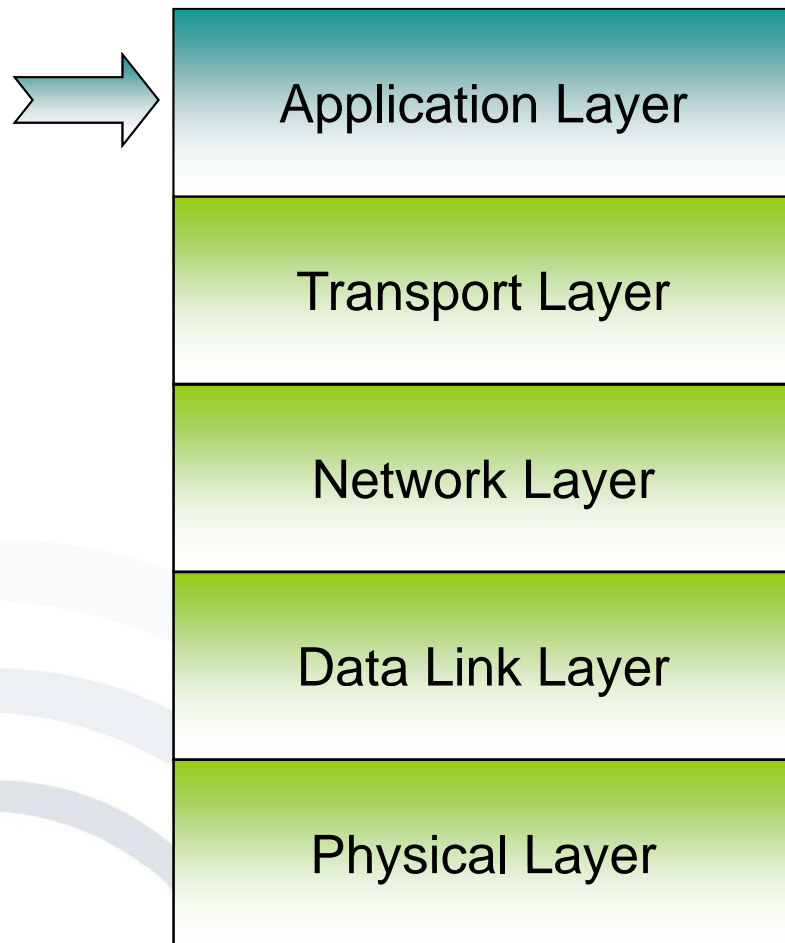 Application Layer
Transport Layer
Network Layer
Data Link Layer
Physical Layer